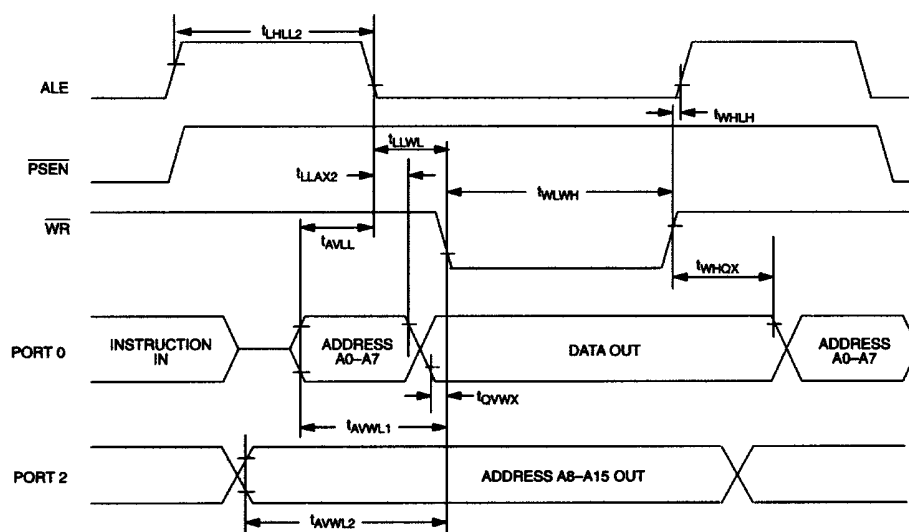 tLHLL2
ALE
tWHLH
tLLWL
PSEN
tLLAX2
tWLWH
WR
tAVLL
tWHQX
PORT 0
INSTRUCTION
IN
ADDRESS
A0–A7
DATA OUT
ADDRESS
A0–A7
tQVWX
tAVWL1
PORT 2
ADDRESS A8–A15 OUT
tAVWL2